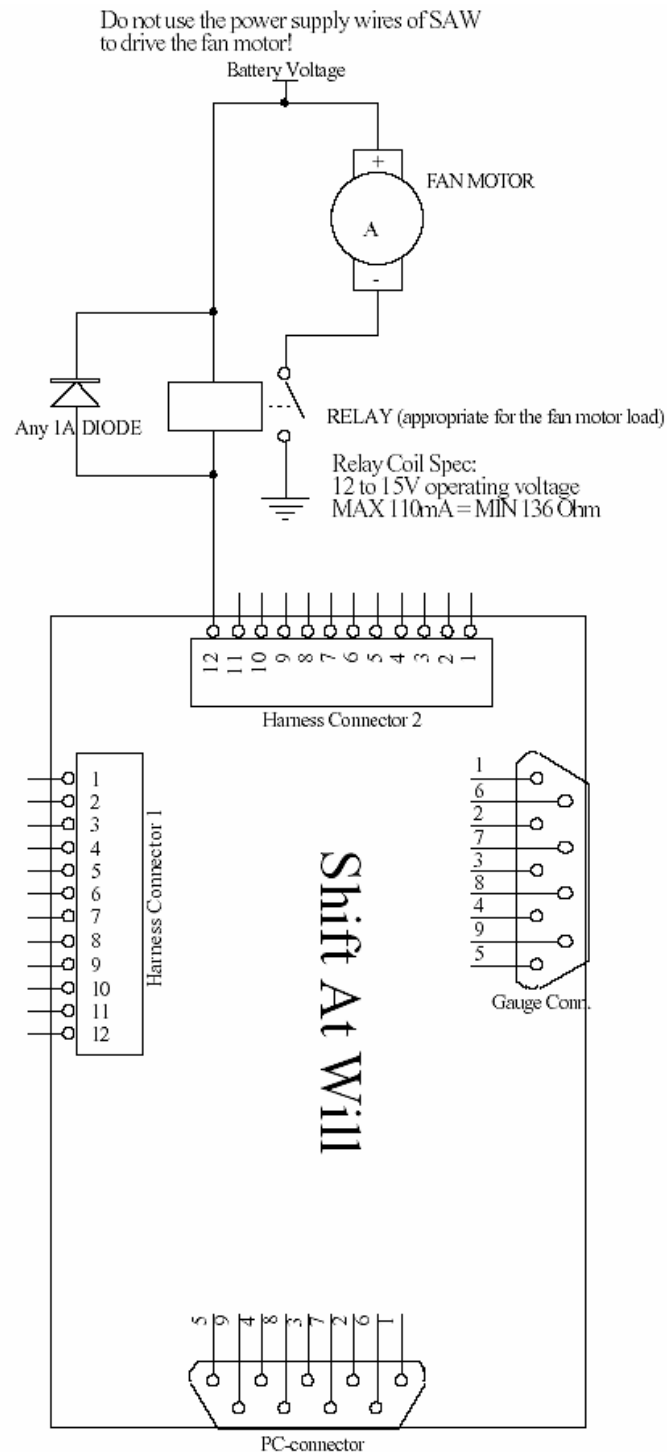 Do not use the power supply wires of SAW
to drive the fan motor!
Battery Voltage
+
FAN MOTOR
A
-
Any 1A DIODE
RELAY (appropriate for the fan motor load)
Relay Coil Spec:
12 to 15V operating voltage
MAX 110mA = MIN 136 Ohm
12 11 10 9 8 7 6 5 4 3 2 1
Harness Connector 2
1
2
3
4
5
6
7
8
9
10
11
12
Harness Connector 1
Shift At Will
1
6
2
7
3
8
4
9
5
Gauge Conn.
5 9 4 8 3 7 2 6 1
PC-connector